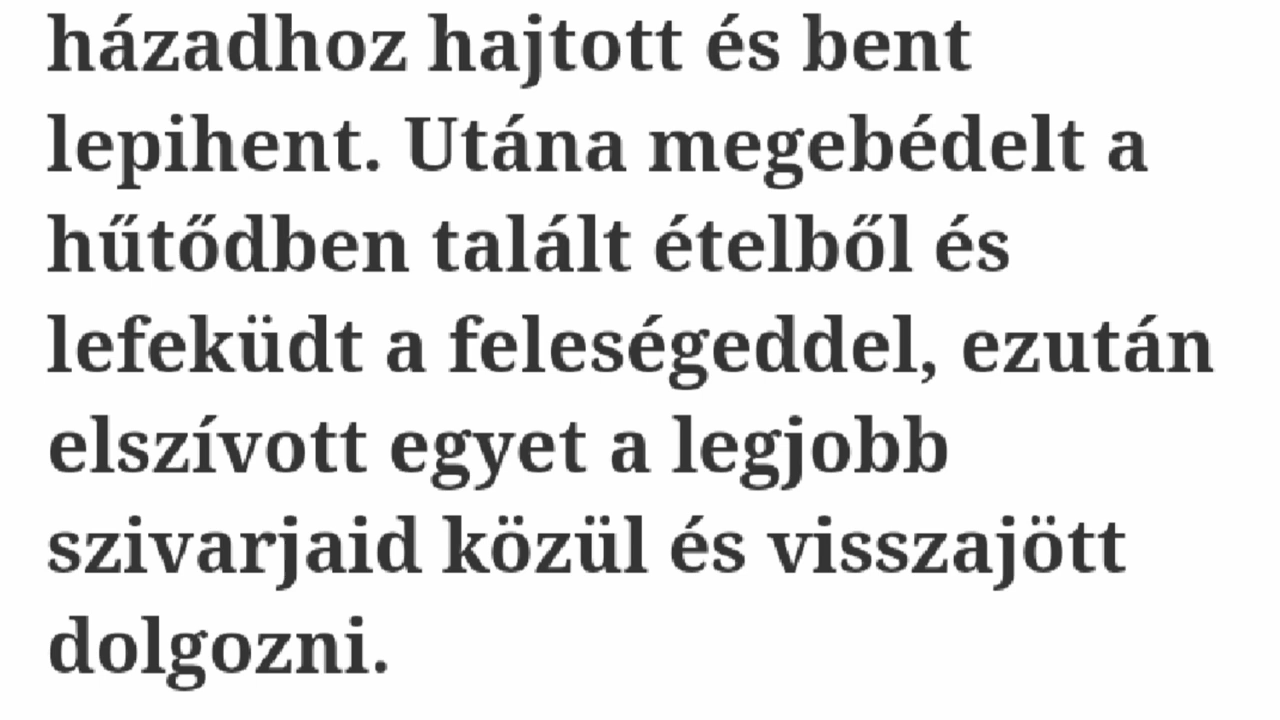 házadhoz hajtott és bent
lepihent. Utána megebédelt a
hűtődben talált ételből és
lefeküdt a feleségeddel, ezután
elszívott egyet a legjobb
szivarjaid közül és visszajött
dolgozni.